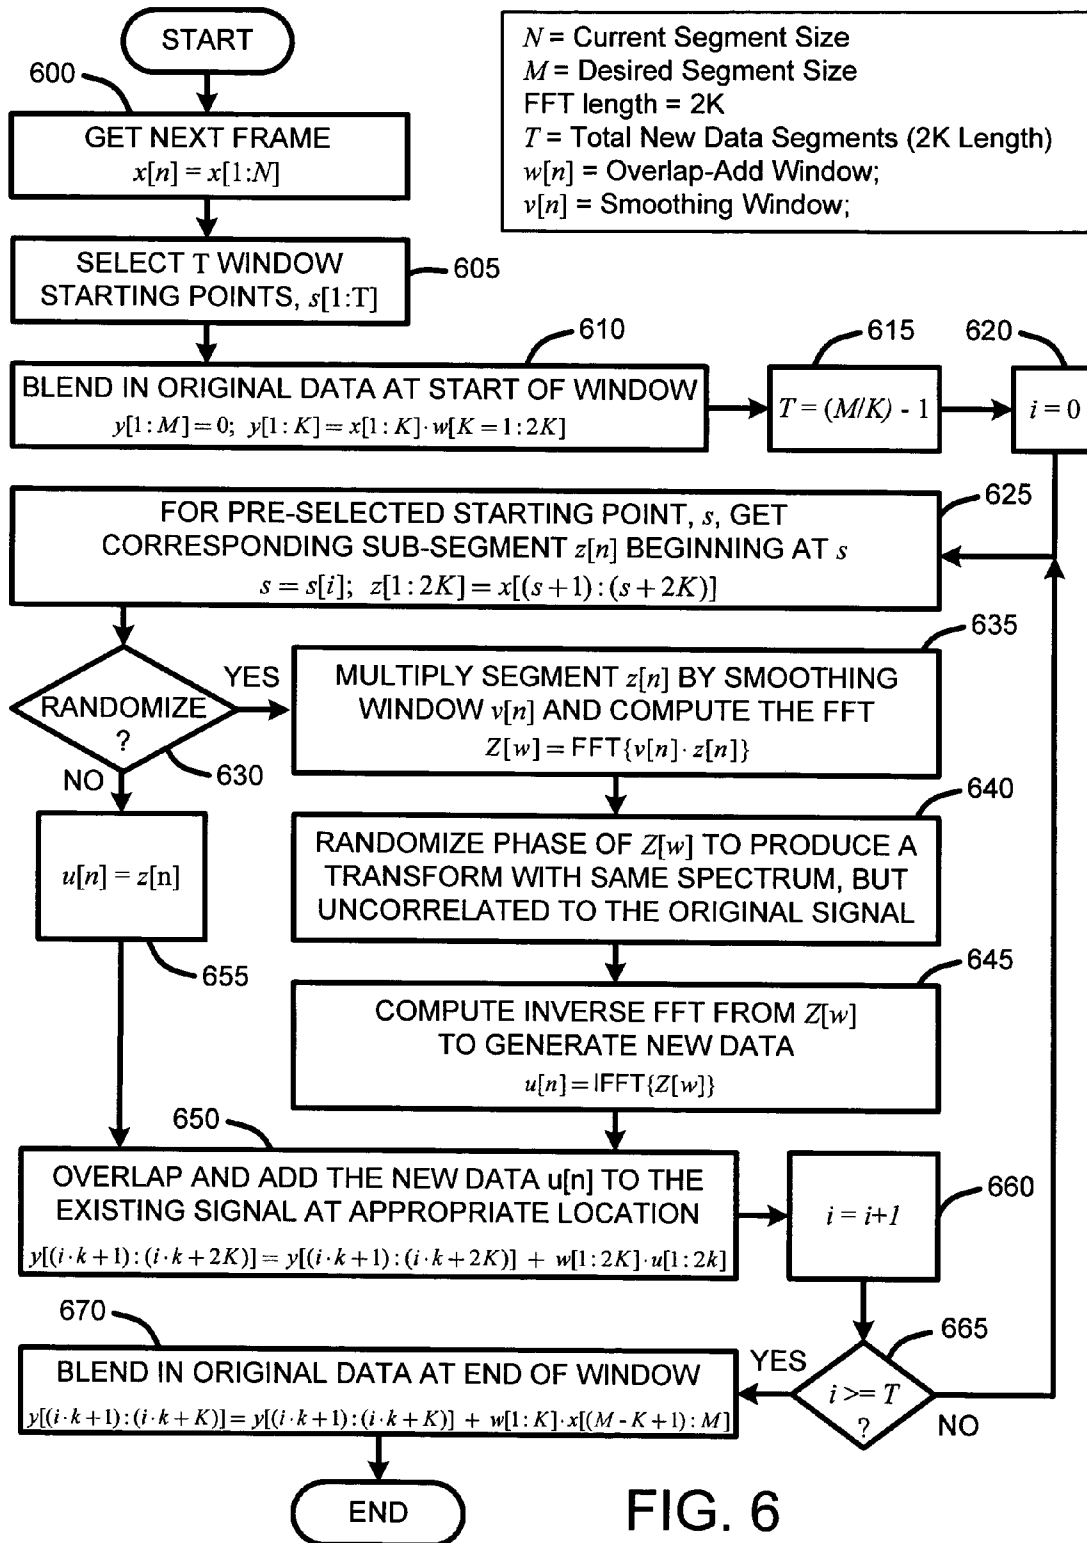 START
N = Current Segment Size
M = Desired Segment Size
FFT length = 2K
T = Total New Data Segments (2K Length)
w[n] = Overlap-Add Window;
v[n] = Smoothing Window;
600
GET NEXT FRAME
x[n] = x[1:N]
SELECT T WINDOW
STARTING POINTS, s[1:T]
605
610
BLEND IN ORIGINAL DATA AT START OF WINDOW
y[1:M]=0; y[1:K]=x[1:K]·w[K=1:2K]
615
T = (M/K) - 1
620
i = 0
625
FOR PRE-SELECTED STARTING POINT, s, GET
CORRESPONDING SUB-SEGMENT z[n] BEGINNING AT s
s = s[i]; z[1:2K]=x[(s+1):(s+2K)]
RANDOMIZE
?
630
YES
NO
635
MULTIPLY SEGMENT z[n] BY SMOOTHING
WINDOW v[n] AND COMPUTE THE FFT
Z[w] = FFT{v[n]·z[n]}
640
RANDOMIZE PHASE OF Z[w] TO PRODUCE A
TRANSFORM WITH SAME SPECTRUM, BUT
UNCORRELATED TO THE ORIGINAL SIGNAL
u[n] = z[n]
655
645
COMPUTE INVERSE FFT FROM Z[w]
TO GENERATE NEW DATA
u[n] = IFFT{Z[w]}
650
OVERLAP AND ADD THE NEW DATA u[n] TO THE
EXISTING SIGNAL AT APPROPRIATE LOCATION
y[(i·k+1):(i·k+2K)] = y[(i·k+1):(i·k+2K)] + w[1:2K]·u[1:2k]
660
i = i+1
665
i >= T
?
YES
NO
670
BLEND IN ORIGINAL DATA AT END OF WINDOW
y[(i·k+1):(i·k+K)] = y[(i·k+1):(i·k+K)] + w[1:K]·x[(M-K+1):M]
END
FIG. 6